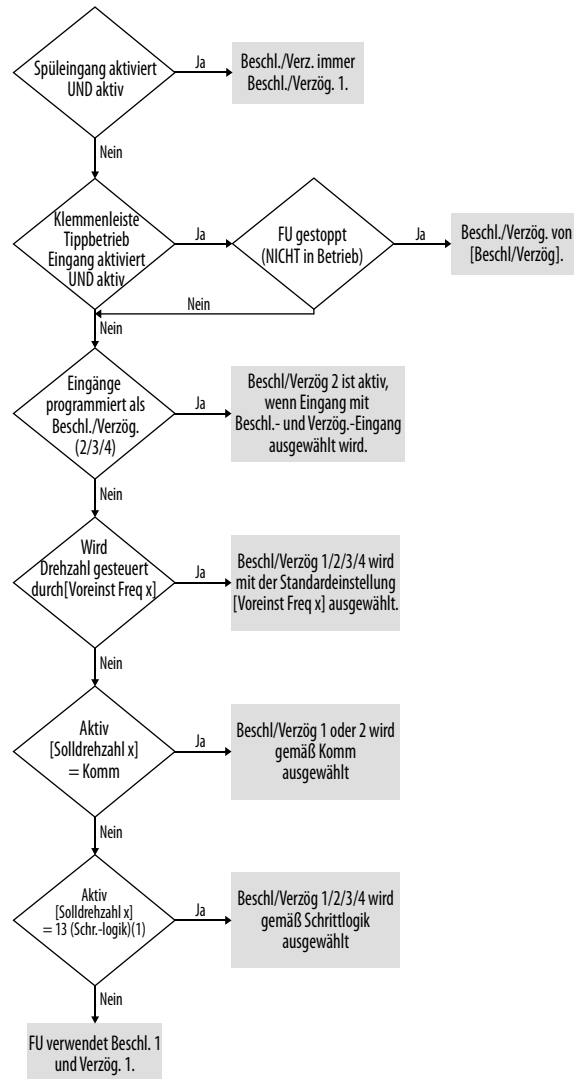 Spüleingang aktiviert
UND aktiv
Ja
Beschl./Verz. immer
Beschl./Verzög. 1.
Nein
Klemmenleiste
Tippbetrieb
Eingang aktiviert
UND aktiv
Ja
FU gestoppt
(NICHT in Betrieb)
Ja
Beschl./Verzög. von
[Beschl/Verzög].
Nein
Nein
Eingänge
programmiert als
Beschl./Verzög.
(2/3/4)
Ja
Beschl/Verzög 2 ist aktiv,
wenn Eingang mit
Beschl.- und Verzög.-Eingang
ausgewählt wird.
Nein
Wird
Drehzahl gesteuert
durch[Voreinst Freq x]
Ja
Beschl/Verzög 1/2/3/4 wird
mit der Standardeinstellung
[Voreinst Freq x] ausgewählt.
Nein
Aktiv
[Solldrehzahl x]
= Komm
Ja
Beschl/Verzög 1 oder 2 wird
gemäß Komm
ausgewählt
Nein
Aktiv
[Solldrehzahl x]
= 13 (Schr.-logik)(1)
Ja
Beschl/Verzög 1/2/3/4 wird
gemäß Schrittlogik
ausgewählt
Nein
FU verwendet Beschl. 1
und Verzög. 1.